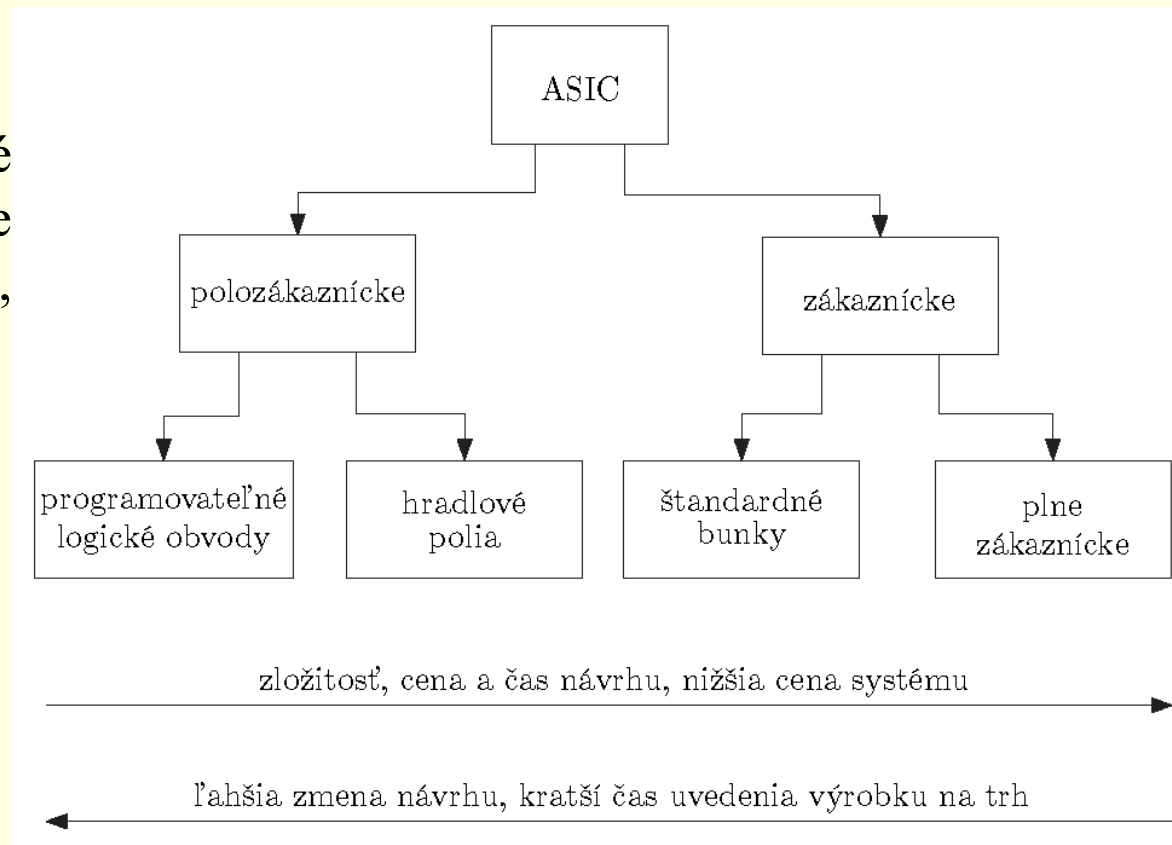 ASIC
é
e
,
polozákaznícke
zákaznícke
programovateľné
logické obvody
hradlové
polia
štandardné
bunky
plne
zákaznícke
zložitosť, cena a čas návrhu, nižšia cena systému
ľahšia zmena návrhu, kratší čas uvedenia výrobku na trh